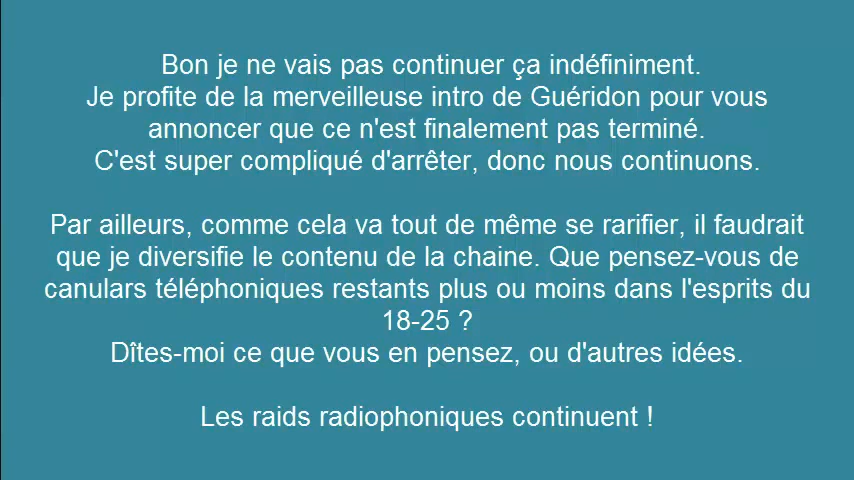 Bon je ne vais pas continuer ça indéfiniment.
Je profite de la merveilleuse intro de Guéridon pour vous
annoncer que ce n'est finalement pas terminé.
C'est super compliqué d'arrêter, donc nous continuons.
Par ailleurs, comme cela va tout de même se rarifier, il faudrait
que je diversifie le contenu de la chaine. Que pensez-vous de
canulars téléphoniques restants plus ou moins dans l'esprits du
18-25 ?
Dîtes-moi ce que vous en pensez, ou d'autres idées.
Les raids radiophoniques continuent !